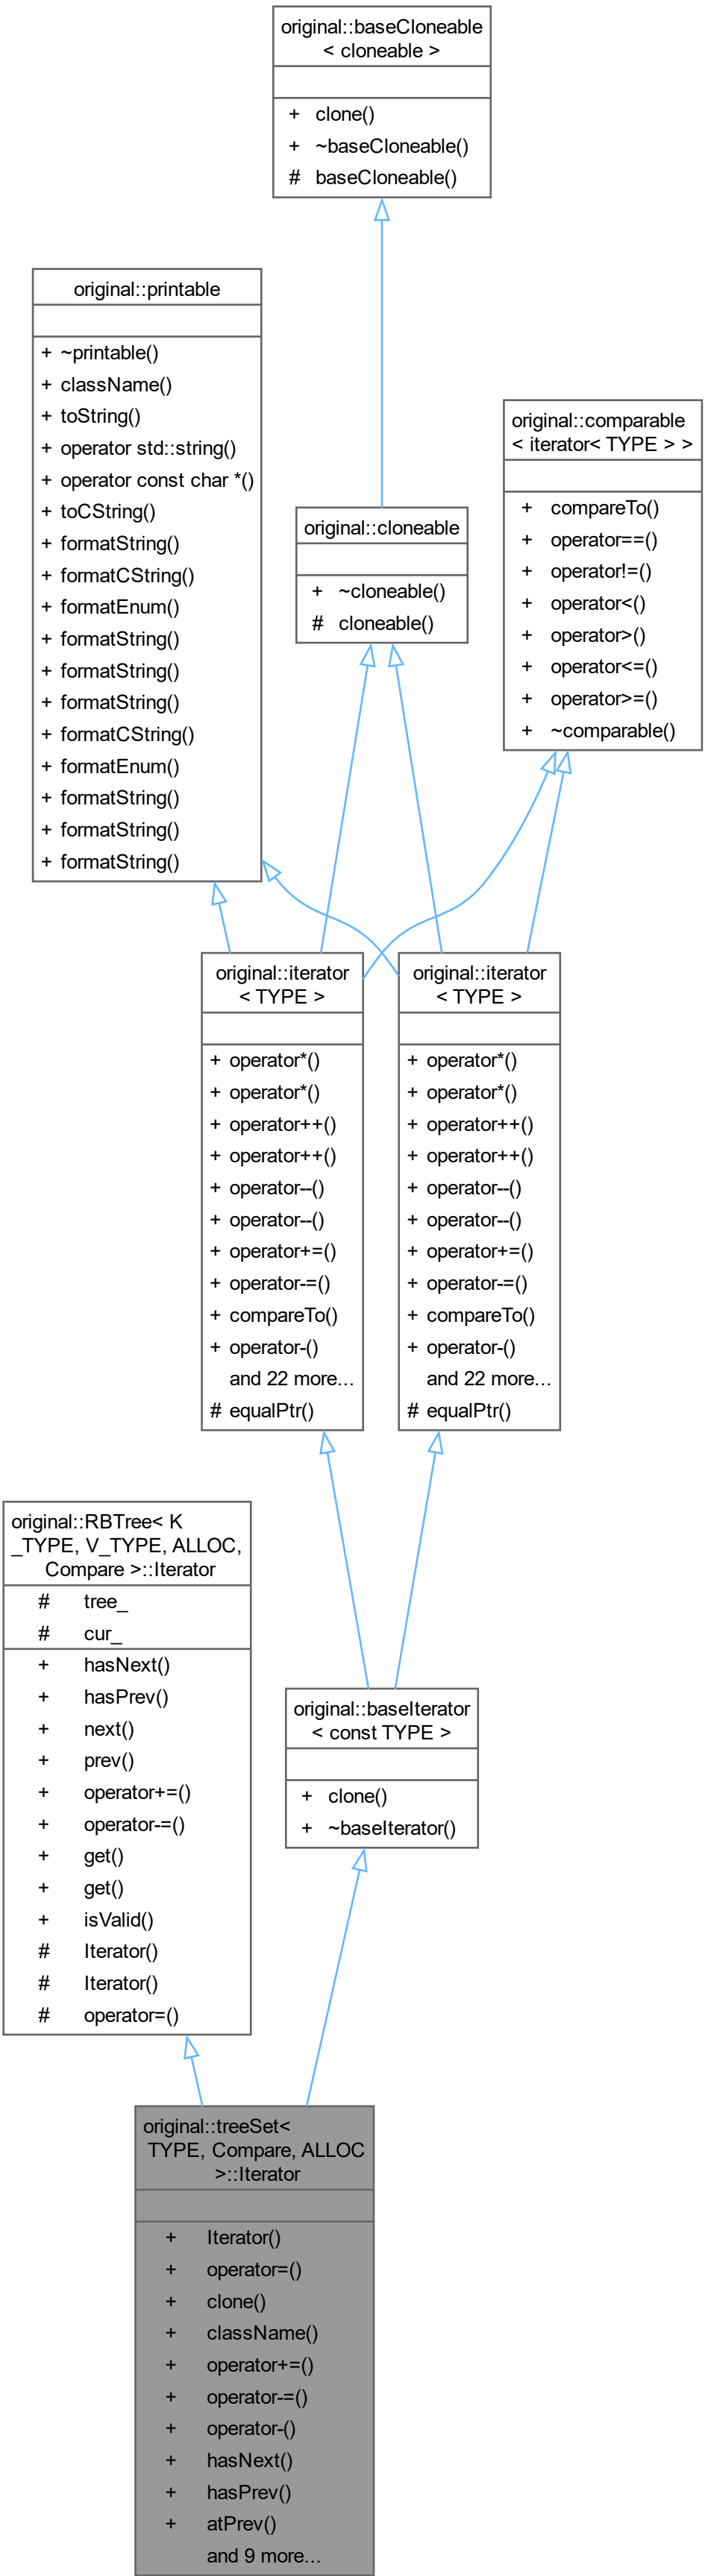 original::baseCloneable
< cloneable >
+ clone()
+ ~baseCloneable()
# baseCloneable()
original::printable
+ ~printable()
+ className()
+ toString()
+ operator std::string()
+ operator const char *()
+ toCString()
+ formatString()
+ formatCString()
+ formatEnum()
+ formatString()
+ formatString()
+ formatString()
+ formatCString()
+ formatEnum()
+ formatString()
+ formatString()
+ formatString()
original::comparable
< iterator< TYPE > >
+ compareTo()
+ operator==()
+ operator!=()
+ operator<()
+ operator>()
+ operator<=()
+ operator>=()
+ ~comparable()
original::cloneable
+ ~cloneable()
# cloneable()
original::iterator
< TYPE >
+ operator*()
+ operator*()
+ operator++()
+ operator++()
+ operator--()
+ operator--()
+ operator+=()
+ operator-=()
+ compareTo()
+ operator-()
and 22 more...
# equalPtr()
original::iterator
< TYPE >
+ operator*()
+ operator*()
+ operator++()
+ operator++()
+ operator--()
+ operator--()
+ operator+=()
+ operator-=()
+ compareTo()
+ operator-()
and 22 more...
# equalPtr()
original::RBTree< K
_TYPE, V_TYPE, ALLOC,
Compare >::Iterator
# tree_
# cur_
+ hasNext()
+ hasPrev()
+ next()
+ prev()
+ operator+=()
+ operator-=()
+ get()
+ get()
+ isValid()
# Iterator()
# Iterator()
# operator=()
original::baseIterator
< const TYPE >
+ clone()
+ ~baseIterator()
original::treeSet<
TYPE, Compare, ALLOC
>::Iterator
+ Iterator()
+ operator=()
+ clone()
+ className()
+ operator+=()
+ operator-=()
+ operator-()
+ hasNext()
+ hasPrev()
+ atPrev()
and 9 more...